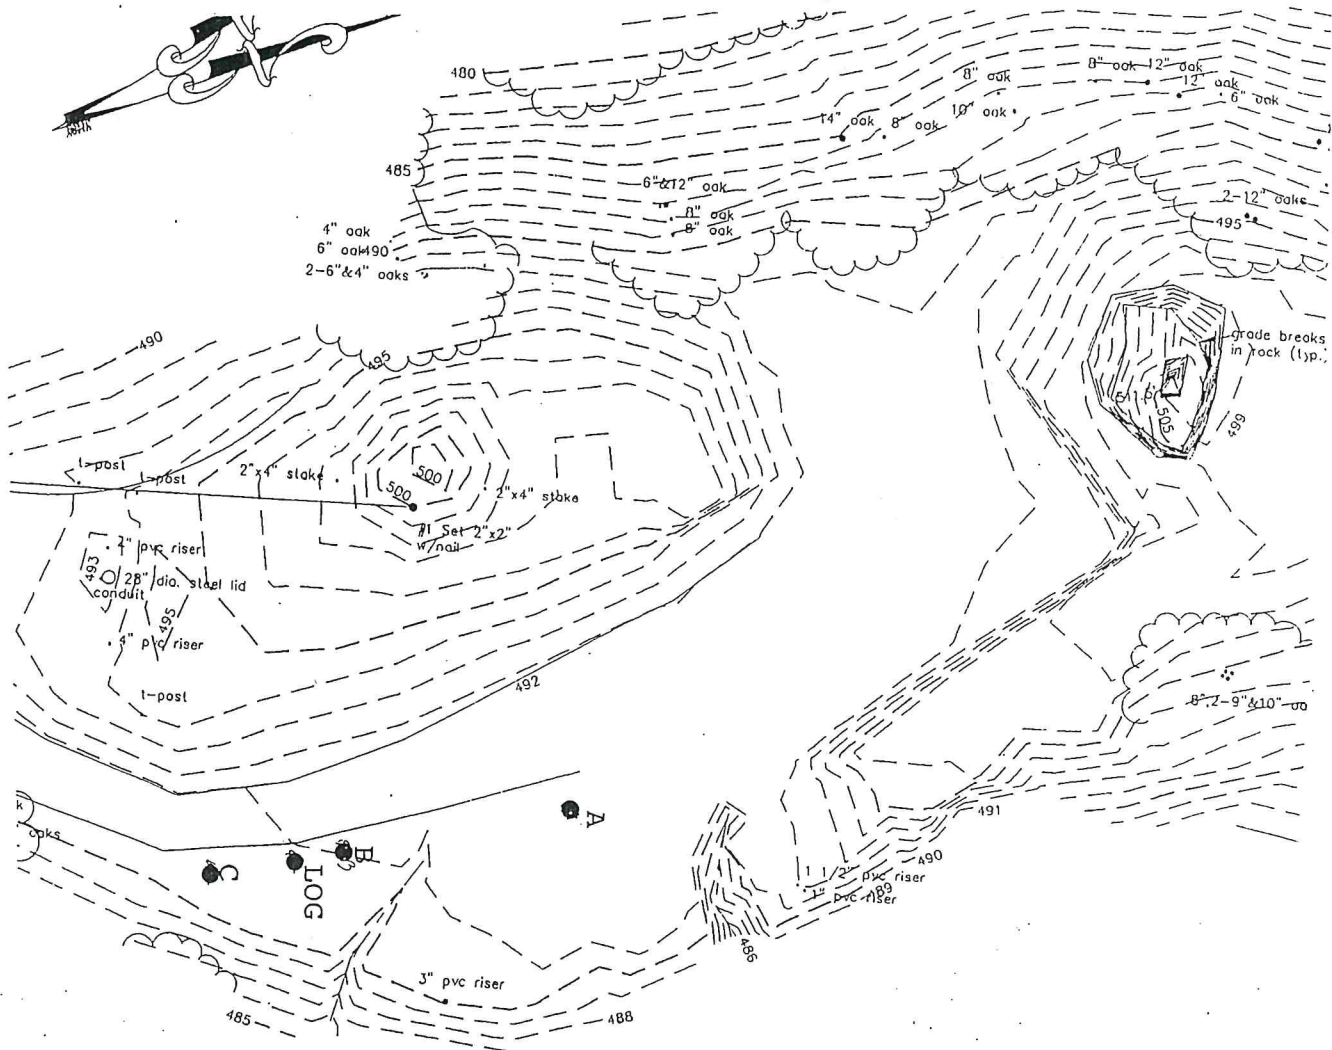 North
480
485
8" oak
8" oak
12" oak
12" oak
6" oak
14" oak
8" oak
10" oak
6"&12" oak
8" oak
8" oak
2-12" oaks
495
4" oak
6" oak
490
2-6"&4" oaks
490
495
grade breaks
in rock (typ.)
505
499
t-post
t-post
2"x4" stake
500
500
2"x4" stake
#1 Set 2"x2"
w/nail
493
pvc riser
28" dia. steel lid
conduit
495
4" pvc riser
t-post
492
8",2-9"&10" oa
k
oaks
A
B
LOG
C
491
490
489
1 1/2" pvc riser
1" pvc riser
486
3" pvc riser
485
488